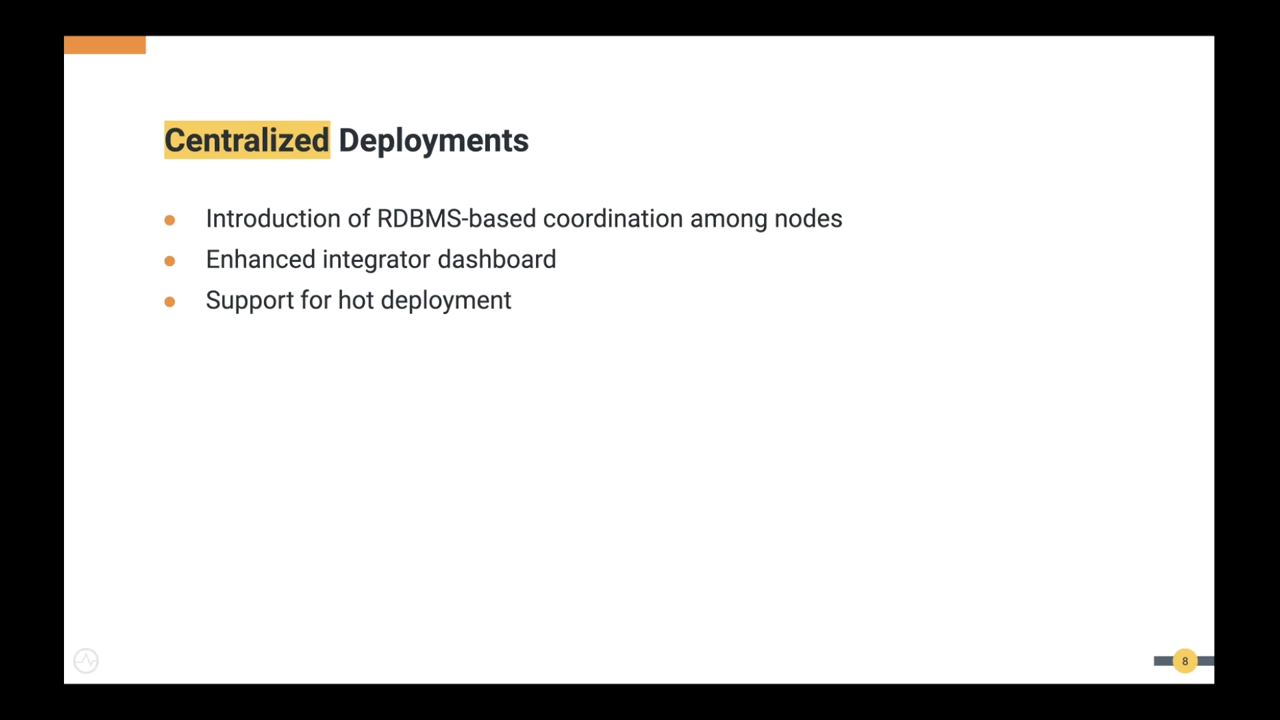 Centralized Deployments
Introduction of RDBMS-based coordination among nodes
Enhanced integrator dashboard
Support for hot deployment
8